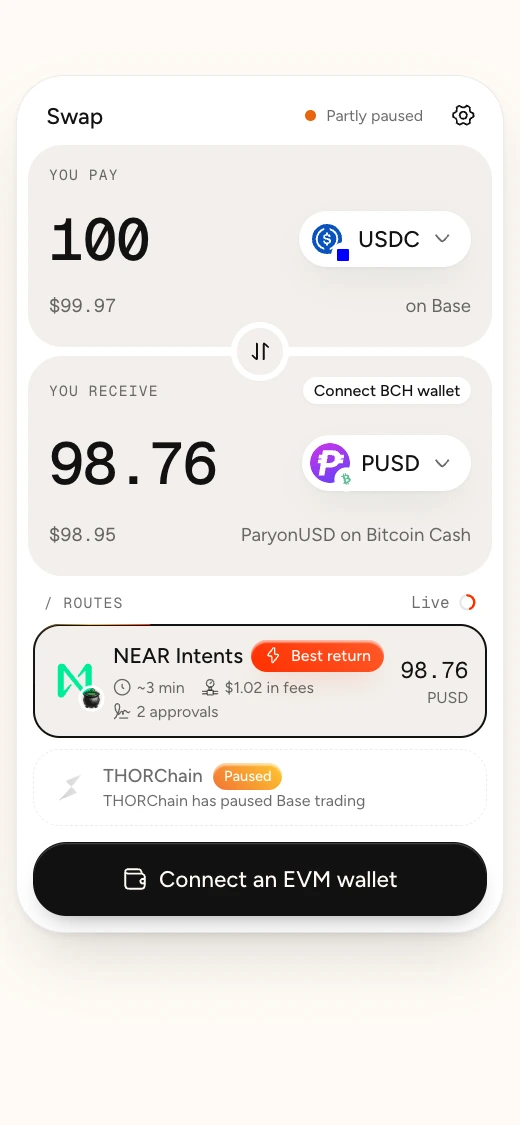 Swap
Partly paused
YOU PAY
100
USDC
$99.97
on Base
YOU RECEIVE
Connect BCH wallet
98.76
PUSD
$98.95
ParyonUSD on Bitcoin Cash
/ ROUTES
Live
NEAR Intents
Best return
~3 min
$1.02 in fees
2 approvals
98.76
PUSD
THORChain
Paused
THORChain has paused Base trading
Connect an EVM wallet